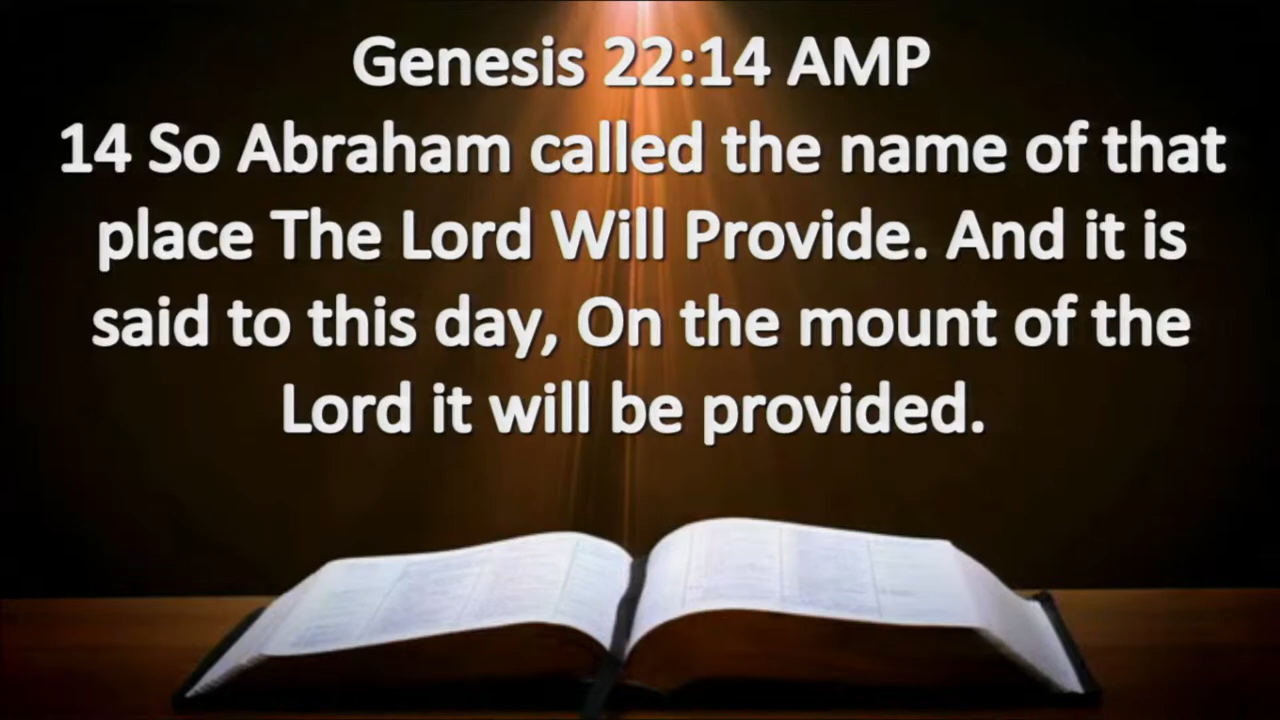 Genesis 22:14 AMP
14 So Abraham called the name of that
place The Lord Will Provide. And it is
said to this day, On the mount of the
Lord it will be provided.